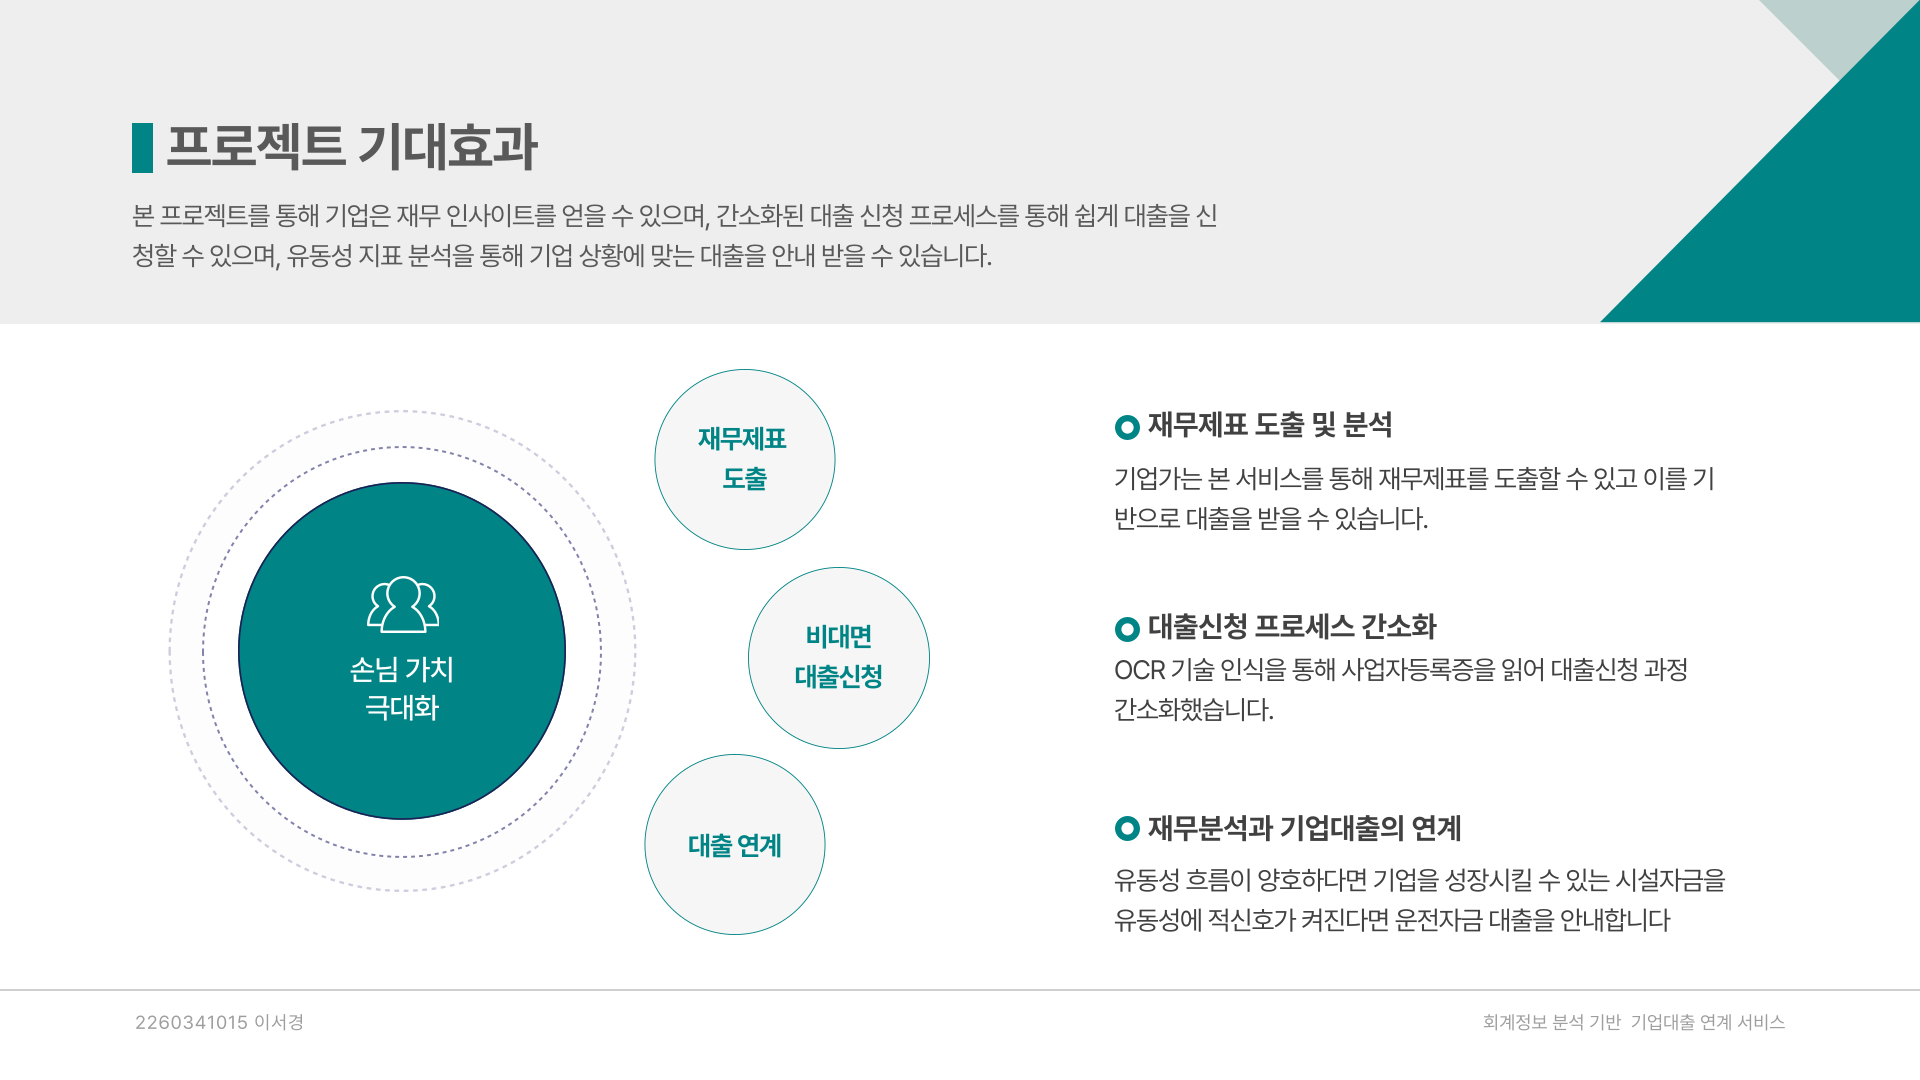 프로젝트 기대효과
본 프로젝트를 통해 기업은 재무 인사이트를 얻을 수 있으며, 간소화된 대출 신청 프로세스를 통해 쉽게 대출을 신
청할 수 있으며, 유동성 지표 분석을 통해 기업 상황에 맞는 대출을 안내 받을 수 있습니다.
손님 가치
극대화
재무제표
도출
비대면
대출신청
대출 연계
재무제표 도출 및 분석
기업가는 본 서비스를 통해 재무제표를 도출할 수 있고 이를 기
반으로 대출을 받을 수 있습니다.
대출신청 프로세스 간소화
OCR 기술 인식을 통해 사업자등록증을 읽어 대출신청 과정
간소화했습니다.
재무분석과 기업대출의 연계
유동성 흐름이 양호하다면 기업을 성장시킬 수 있는 시설자금을
유동성에 적신호가 켜진다면 운전자금 대출을 안내합니다
2260341015 이서경
회계정보 분석 기반 기업대출 연계 서비스